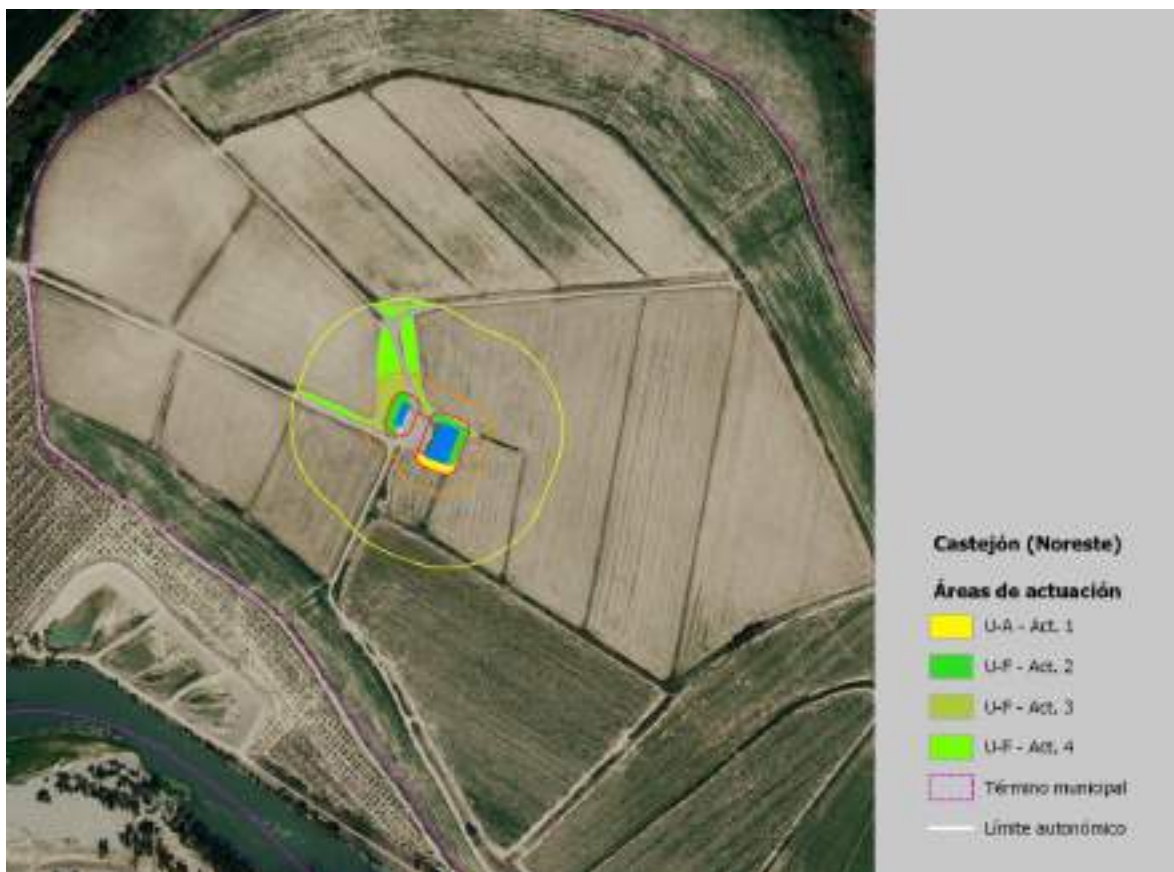 Castejón (Noreste)
Áreas de actuación
U-A - Act. 1
U-F - Act. 2
U-F - Act. 3
U-F - Act. 4
Término municipal
Límite autonómico